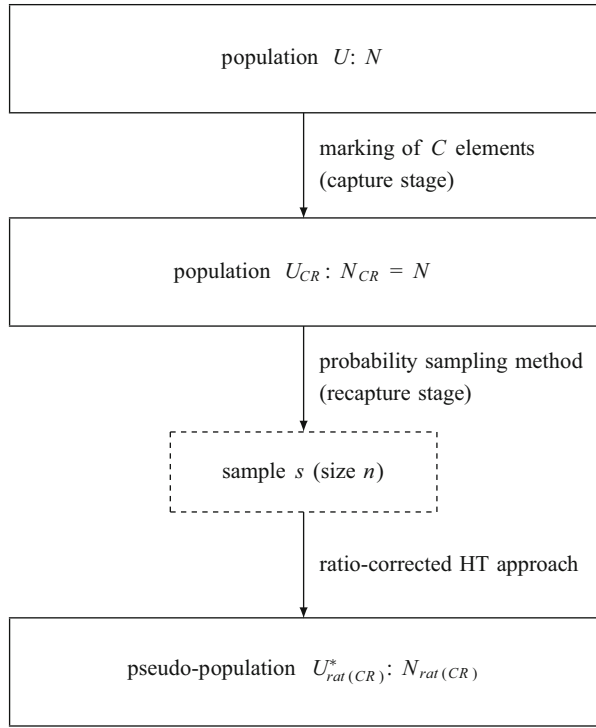 population U: N
marking of C elements
(capture stage)
population U_CR: N_CR = N
probability sampling method
(recapture stage)
sample s (size n)
ratio-corrected HT approach
pseudo-population U*_rat(CR): N_rat(CR)